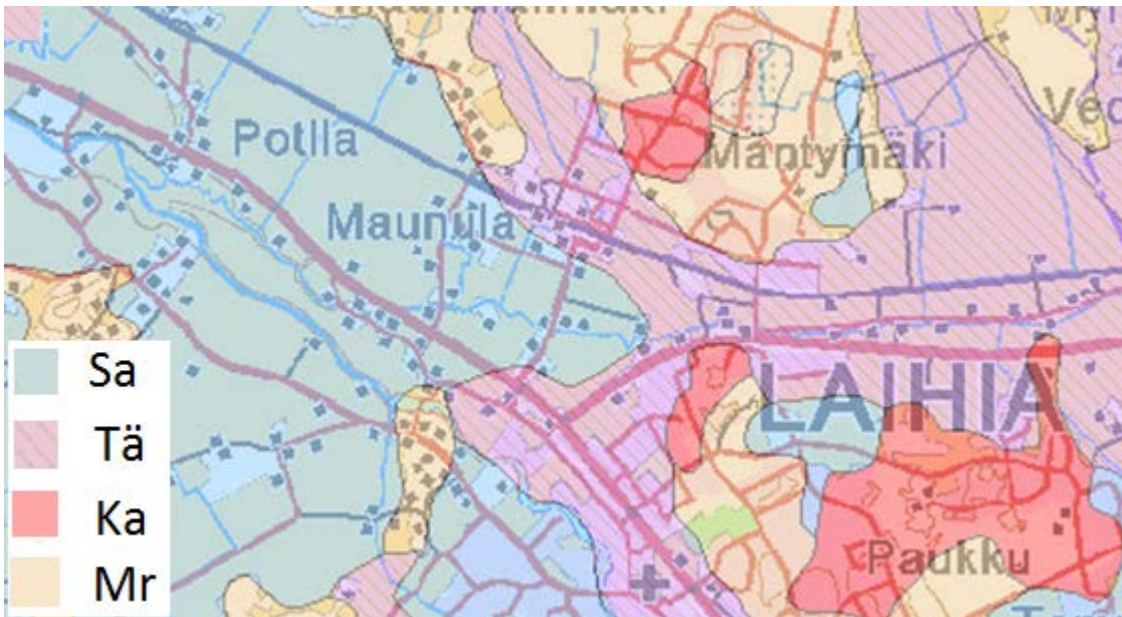 Potila
Mäntymäki
Maunula
LAIHIA
Paukku
Sa
Tä
Ka
Mr